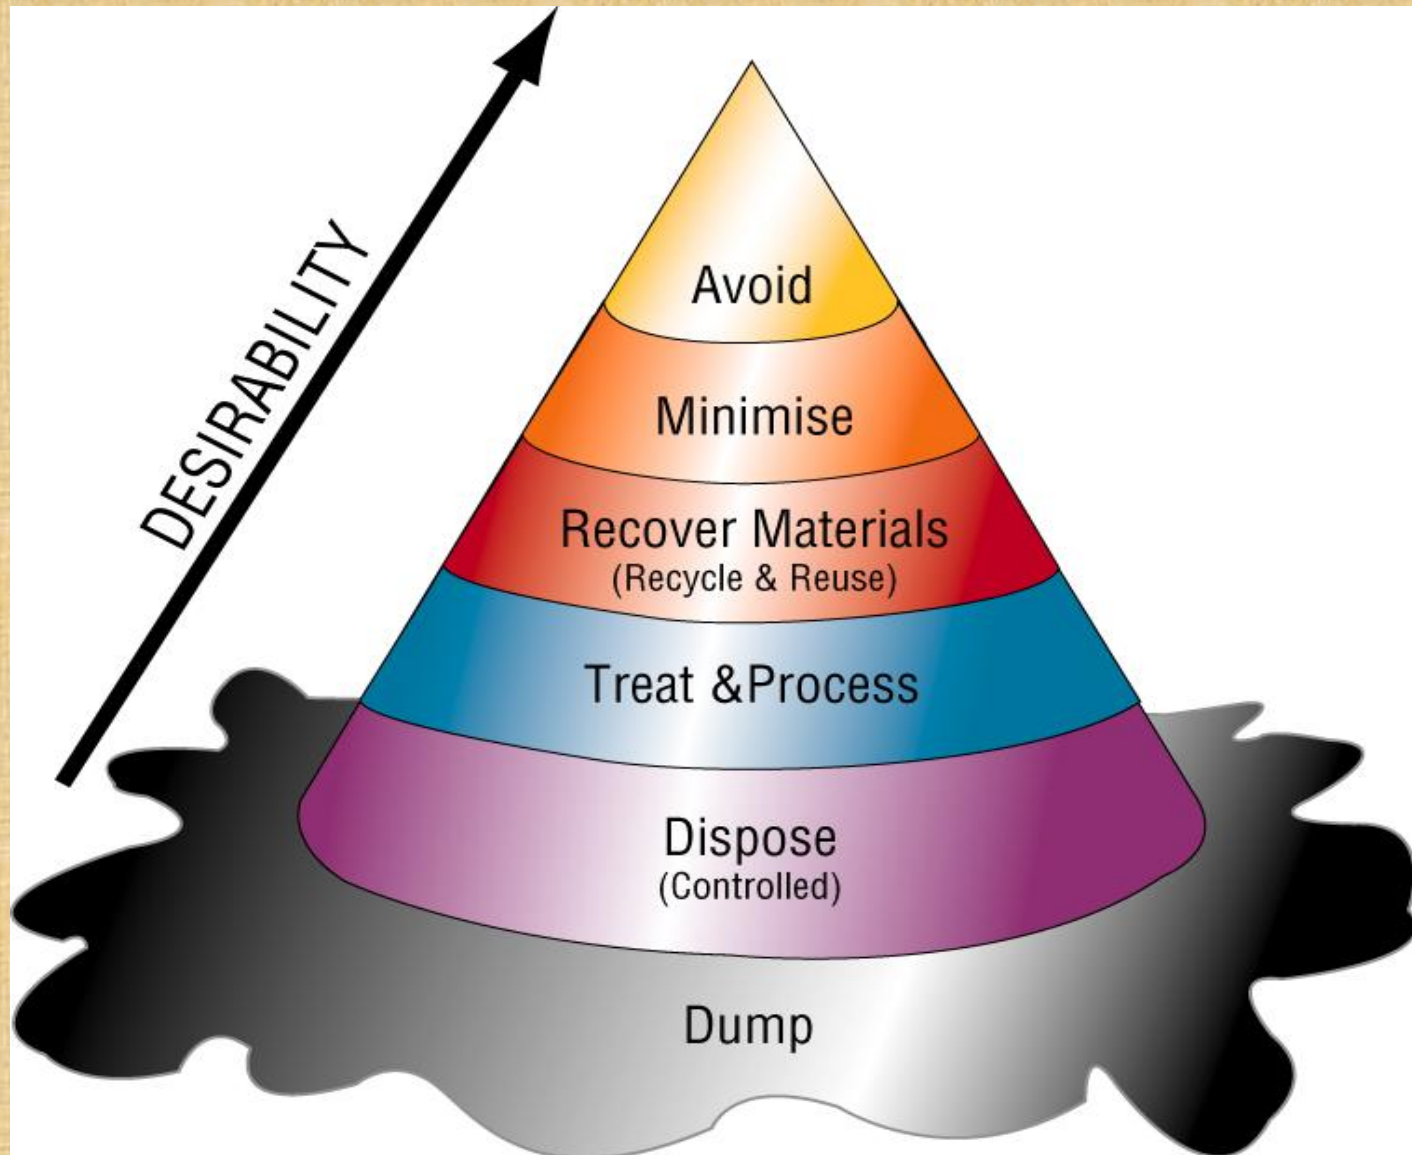 DESIRABILITY
Avoid
Minimise
Recover Materials
(Recycle & Reuse)
Treat &Process
Dispose
(Controlled)
Dump